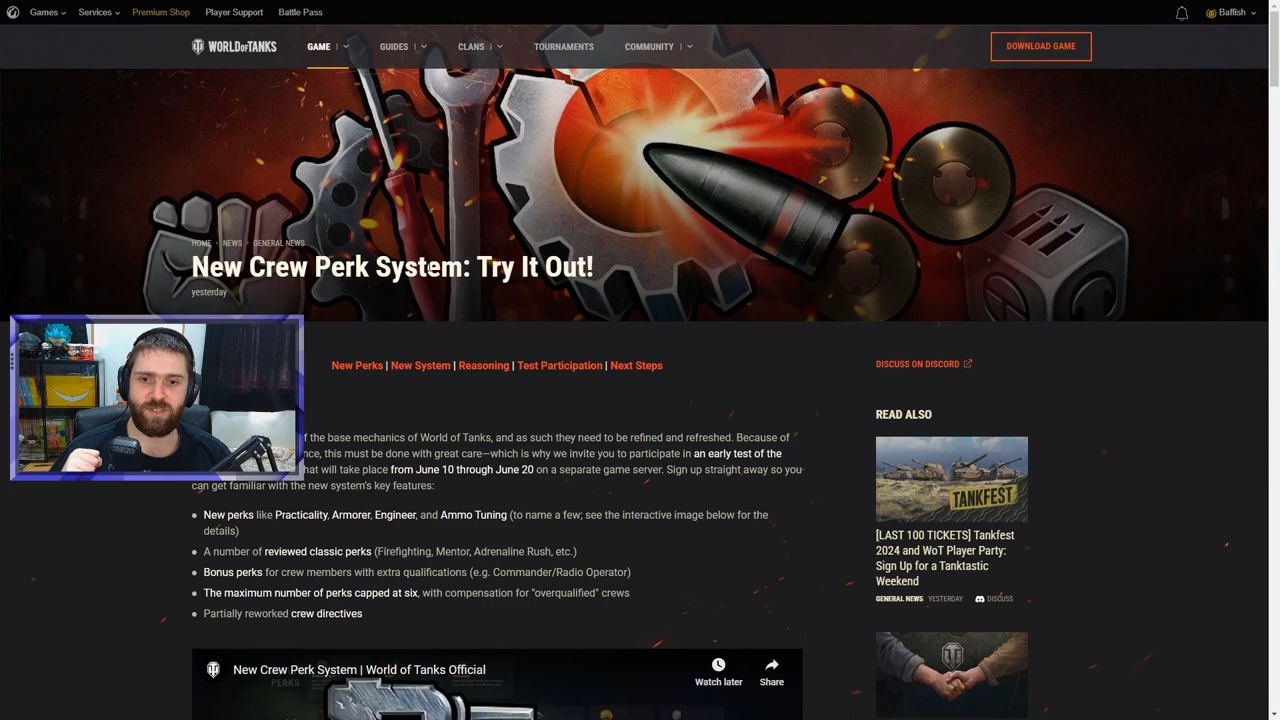 Games
Services
Premium Shop
Player Support
Battle Pass
Baflish
WORLD OF TANKS
GAME
GUIDES
CLANS
TOURNAMENTS
COMMUNITY
DOWNLOAD GAME
HOME › NEWS › GENERAL NEWS
New Crew Perk System: Try It Out!
yesterday
New Perks | New System | Reasoning | Test Participation | Next Steps
of the base mechanics of World of Tanks, and as such they need to be refined and refreshed. Because of
nce, this must be done with great care—which is why we invite you to participate in an early test of the
hat will take place from June 10 through June 20 on a separate game server. Sign up straight away so you
can get familiar with the new system's key features:
New perks like Practicality, Armorer, Engineer, and Ammo Tuning (to name a few; see the interactive image below for the
details)
A number of reviewed classic perks (Firefighting, Mentor, Adrenaline Rush, etc.)
Bonus perks for crew members with extra qualifications (e.g. Commander/Radio Operator)
The maximum number of perks capped at six, with compensation for "overqualified" crews
Partially reworked crew directives
New Crew Perk System | World of Tanks Official
PERKS
Watch later
Share
DISCUSS ON DISCORD
READ ALSO
TANKFEST
[LAST 100 TICKETS] Tankfest
2024 and WoT Player Party:
Sign Up for a Tanktastic
Weekend
GENERAL NEWS YESTERDAY DISCUSS